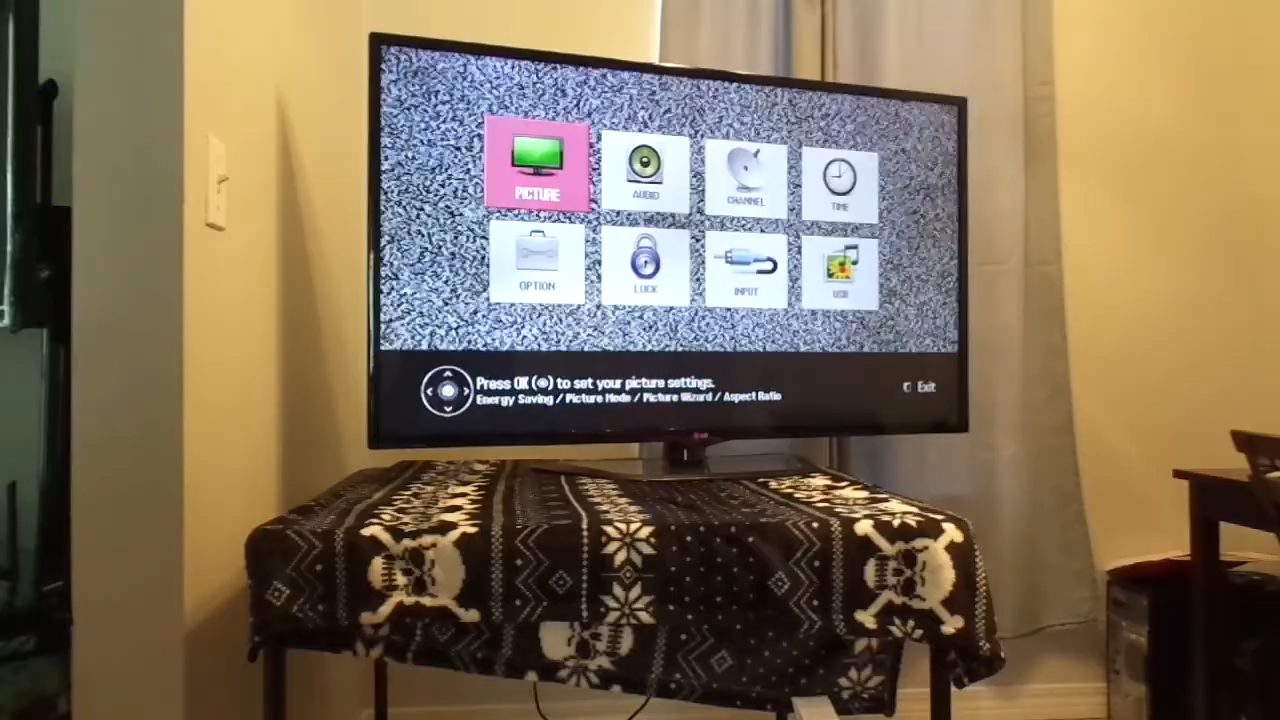 PICTURE
AUDIO
CHANNEL
TIME
OPTION
LOCK
INPUT
USB
Press OK (◉) to set your picture settings.
Energy Saving / Picture Mode / Picture Wizard / Aspect Ratio
Exit
LG